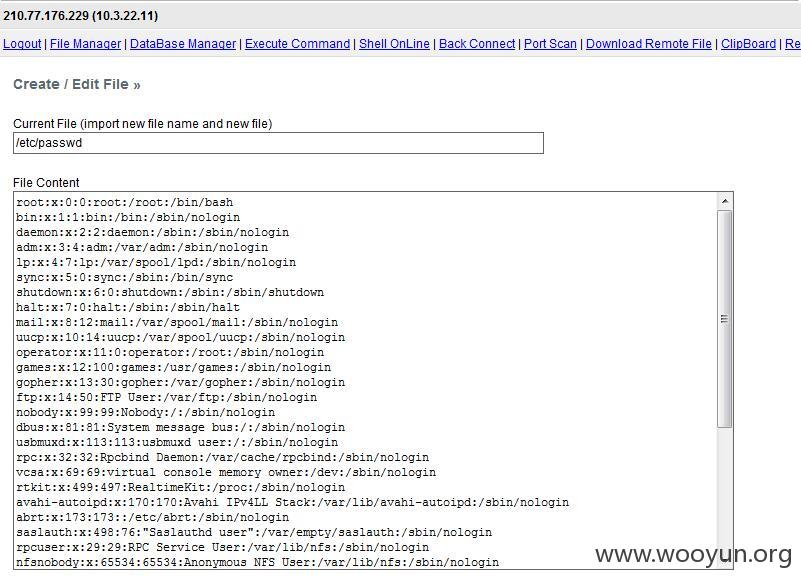 210.77.176.229 (10.3.22.11)
Logout | File Manager | DataBase Manager | Execute Command | Shell OnLine | Back Connect | Port Scan | Download Remote File | ClipBoard | Re
Create / Edit File »
Current File (import new file name and new file)
/etc/passwd
File Content
root:x:0:0:root:/root:/bin/bash
bin:x:1:1:bin:/bin:/sbin/nologin
daemon:x:2:2:daemon:/sbin:/sbin/nologin
adm:x:3:4:adm:/var/adm:/sbin/nologin
lp:x:4:7:lp:/var/spool/lpd:/sbin/nologin
sync:x:5:0:sync:/sbin:/bin/sync
shutdown:x:6:0:shutdown:/sbin:/sbin/shutdown
halt:x:7:0:halt:/sbin:/sbin/halt
mail:x:8:12:mail:/var/spool/mail:/sbin/nologin
uucp:x:10:14:uucp:/var/spool/uucp:/sbin/nologin
operator:x:11:0:operator:/root:/sbin/nologin
games:x:12:100:games:/usr/games:/sbin/nologin
gopher:x:13:30:gopher:/var/gopher:/sbin/nologin
ftp:x:14:50:FTP User:/var/ftp:/sbin/nologin
nobody:x:99:99:Nobody:/:/sbin/nologin
dbus:x:81:81:System message bus:/:/sbin/nologin
usbmuxd:x:113:113:usbmuxd user:/:/sbin/nologin
rpc:x:32:32:Rpcbind Daemon:/var/cache/rpcbind:/sbin/nologin
vcsa:x:69:69:virtual console memory owner:/dev:/sbin/nologin
rtkit:x:499:497:RealtimeKit:/proc:/sbin/nologin
avahi-autoipd:x:170:170:Avahi IPv4LL Stack:/var/lib/avahi-autoipd:/sbin/nologin
abrt:x:173:173::/etc/abrt:/sbin/nologin
saslauth:x:498:76:"Saslauthd user":/var/empty/saslauth:/sbin/nologin
rpcuser:x:29:29:RPC Service User:/var/lib/nfs:/sbin/nologin
nfsnobody:x:65534:65534:Anonymous NFS User:/var/lib/nfs:/sbin/nologin
www.wooyun.org